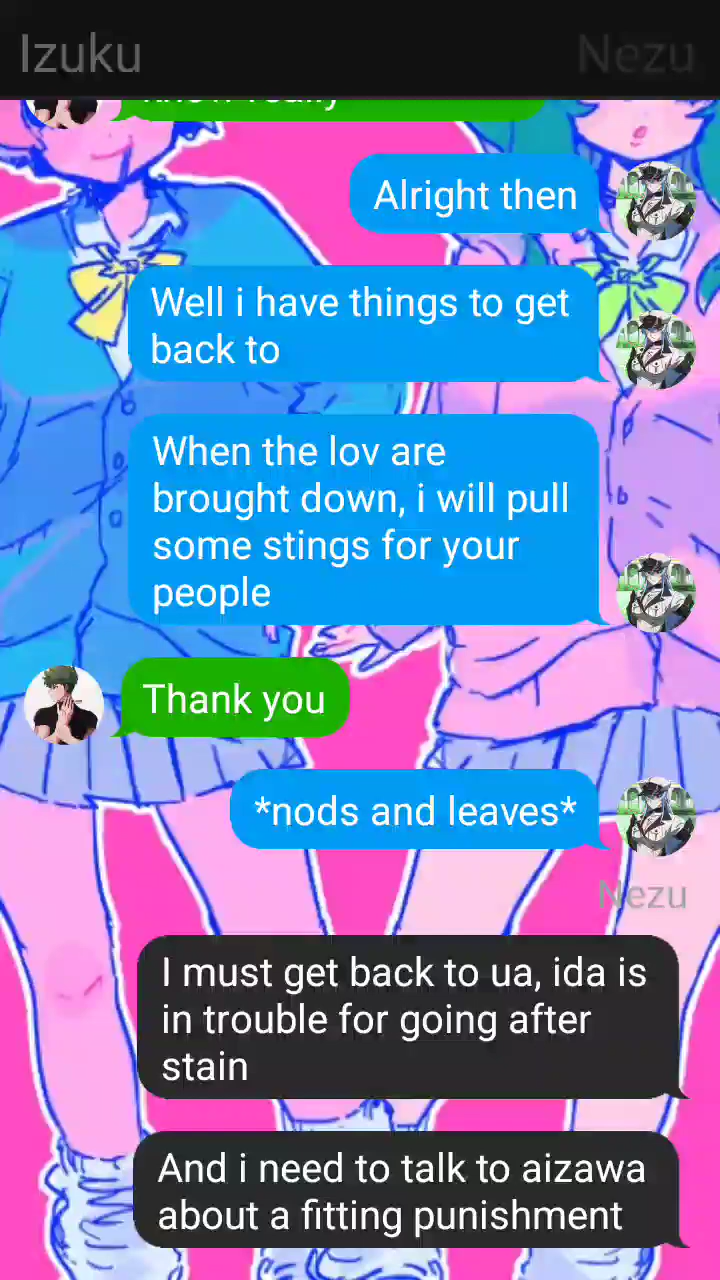 Izuku
Nezu
know really
Alright then
Well i have things to get
back to
When the lov are
brought down, i will pull
some stings for your
people
Thank you
*nods and leaves*
Nezu
I must get back to ua, ida is
in trouble for going after
stain
And i need to talk to aizawa
about a fitting punishment